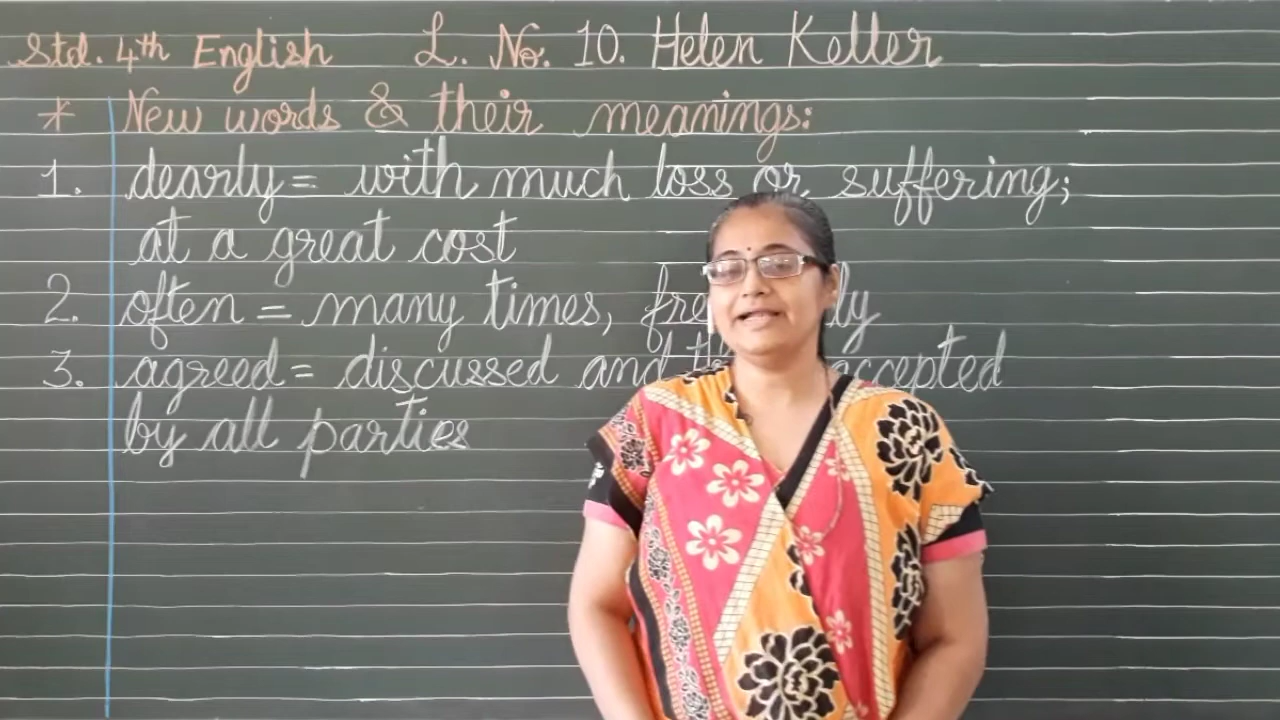 Std. 4th English L. No. 10. Helen Keller
* New words & their meanings:
1. dearly = with much loss or suffering;
at a great cost
2. often = many times,
3. agreed = discussed and accepted
by all parties